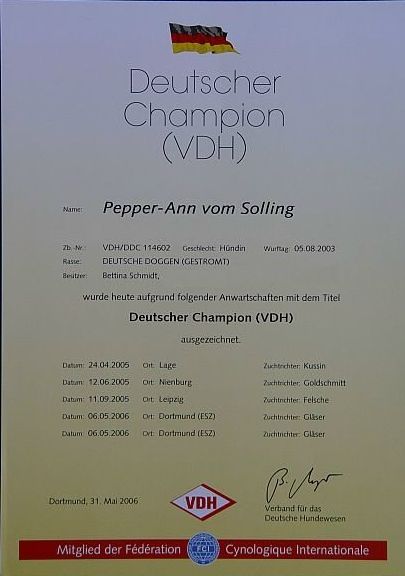 Deutscher
Champion
(VDH)
Name: Pepper-Ann vom Solling
Zb.-Nr.: VDH/DDC 114602 Geschlecht: Hündin Wurftag: 05.08.2003
Rasse: DEUTSCHE DOGGEN (GESTROMT)
Besitzer: Bettina Schmidt,
wurde heute aufgrund folgender Anwartschaften mit dem Titel
Deutscher Champion (VDH)
ausgezeichnet.
Datum: 24.04.2005 Ort: Lage Zuchtrichter: Kussin
Datum: 12.06.2005 Ort: Nienburg Zuchtrichter: Goldschmitt
Datum: 11.09.2005 Ort: Leipzig Zuchtrichter: Felsche
Datum: 06.05.2006 Ort: Dortmund (ESZ) Zuchtrichter: Gläser
Datum: 06.05.2006 Ort: Dortmund (ESZ) Zuchtrichter: Gläser
Dortmund, 31. Mai 2006
VDH
Verband für das
Deutsche Hundewesen
Mitglied der Fédération FCI Cynologique Internationale